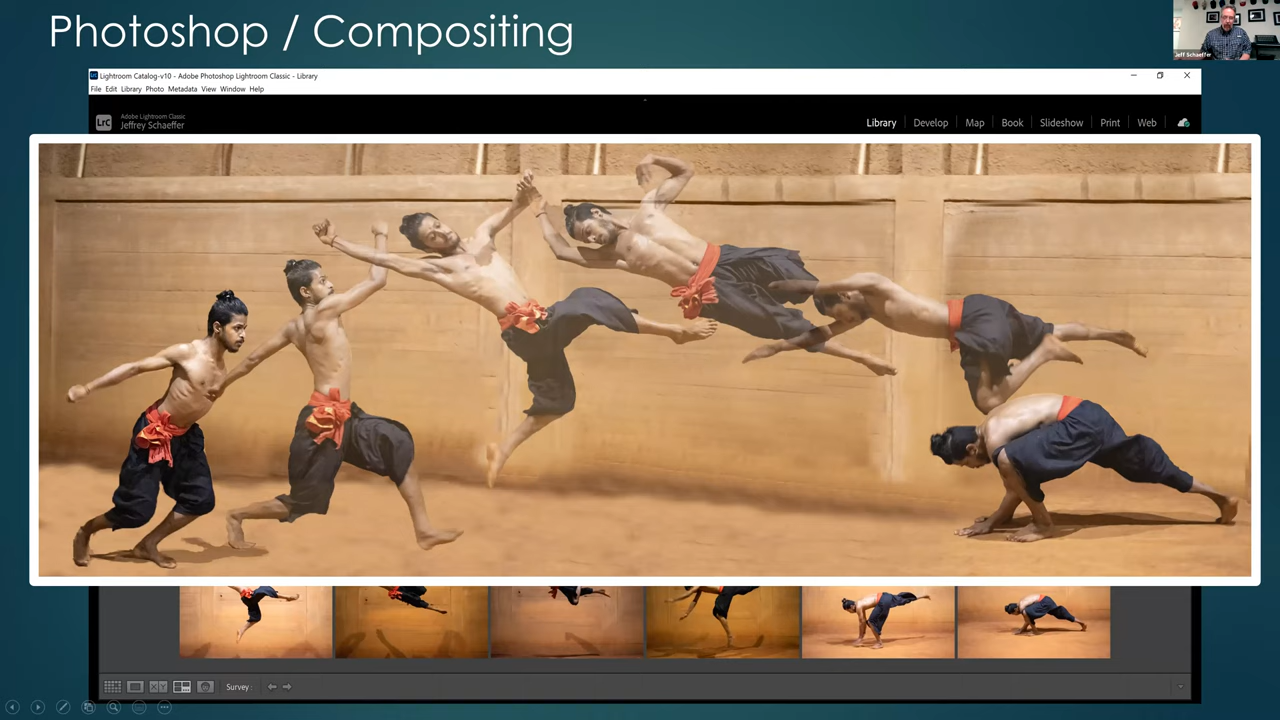 Photoshop / Compositing
Jeff Schaeffer
Lightroom Catalog-v10 - Adobe Photoshop Lightroom Classic - Library
File Edit Library Photo Metadata View Window Help
LrC
Adobe Lightroom Classic
Jeffrey Schaeffer
Library Develop Map Book Slideshow Print Web
Survey :